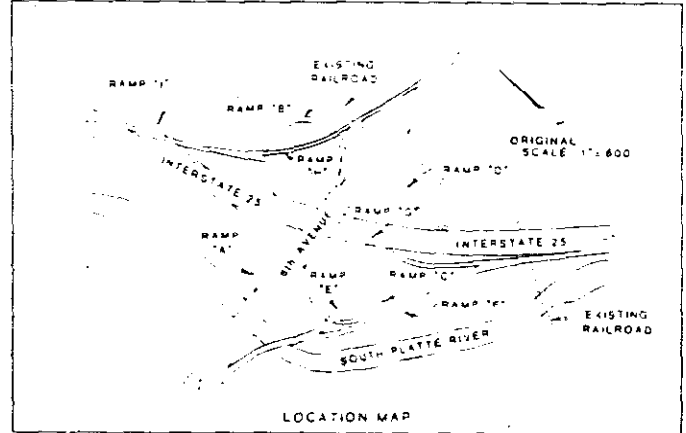 EXISTING
RAILROAD
RAMP "I"
RAMP "B"
ORIGINAL
SCALE 1"=600
RAMP
"H"
RAMP "D"
INTERSTATE 25
RAMP "G"
RAMP
"A"
8th AVENUE
INTERSTATE 25
RAMP
"E"
RAMP "C"
RAMP "F"
EXISTING
RAILROAD
SOUTH PLATTE RIVER
LOCATION MAP